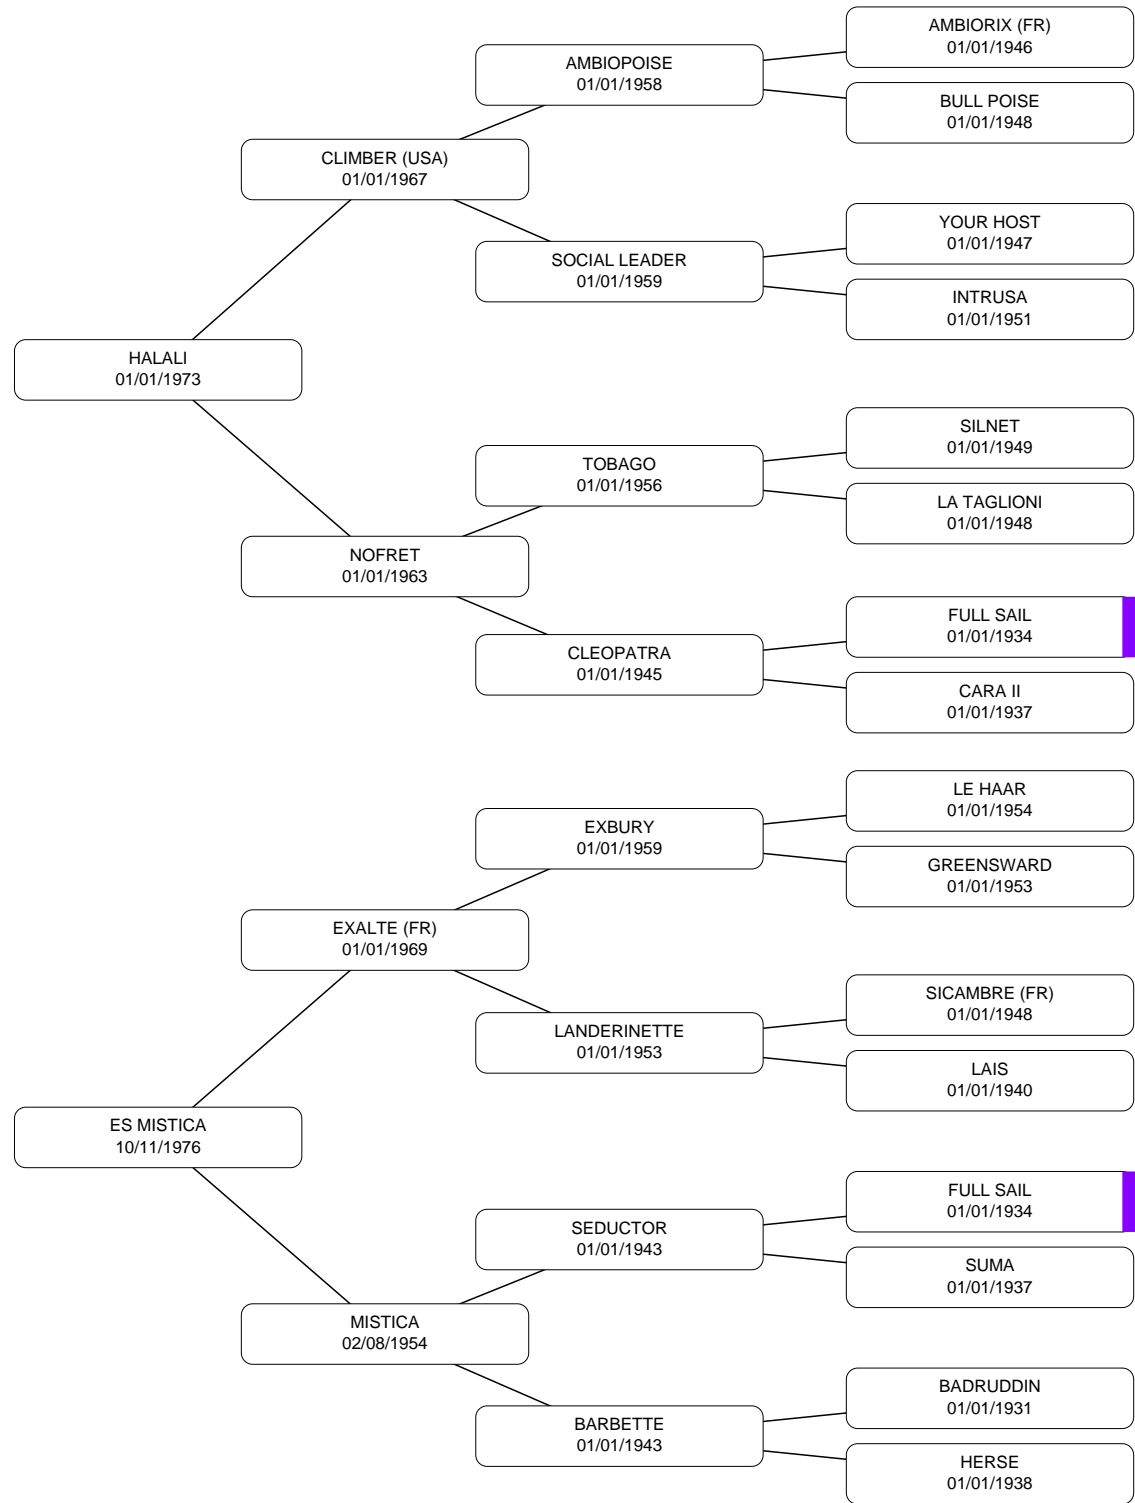 AMBIORIX (FR)
01/01/1946
AMBIOPOISE
01/01/1958
BULL POISE
01/01/1948
CLIMBER (USA)
01/01/1967
YOUR HOST
01/01/1947
SOCIAL LEADER
01/01/1959
INTRUSA
01/01/1951
HALALI
01/01/1973
SILNET
01/01/1949
TOBAGO
01/01/1956
LA TAGLIONI
01/01/1948
NOFRET
01/01/1963
FULL SAIL
01/01/1934
CLEOPATRA
01/01/1945
CARA II
01/01/1937
LE HAAR
01/01/1954
EXBURY
01/01/1959
GREENSWARD
01/01/1953
EXALTE (FR)
01/01/1969
SICAMBRE (FR)
01/01/1948
LANDERINETTE
01/01/1953
LAIS
01/01/1940
ES MISTICA
10/11/1976
FULL SAIL
01/01/1934
SEDUCTOR
01/01/1943
SUMA
01/01/1937
MISTICA
02/08/1954
BADRUDDIN
01/01/1931
BARBETTE
01/01/1943
HERSE
01/01/1938